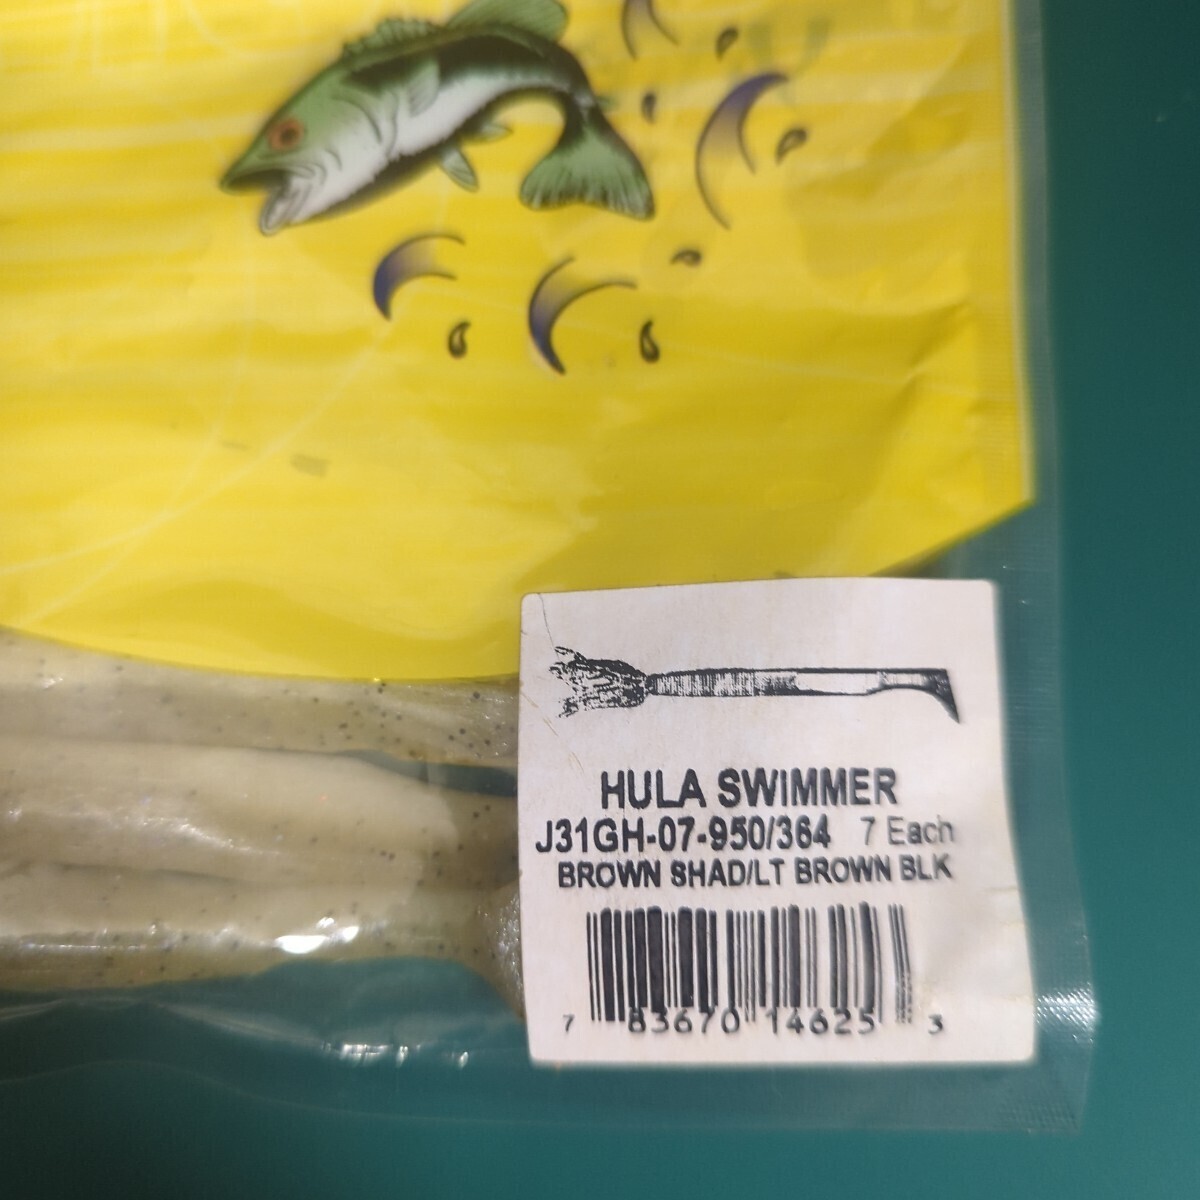 HULA SWIMMER
J31GH-07-950/364 7 Each
BROWN SHAD/LT BROWN BLK
7 83670 14625 3